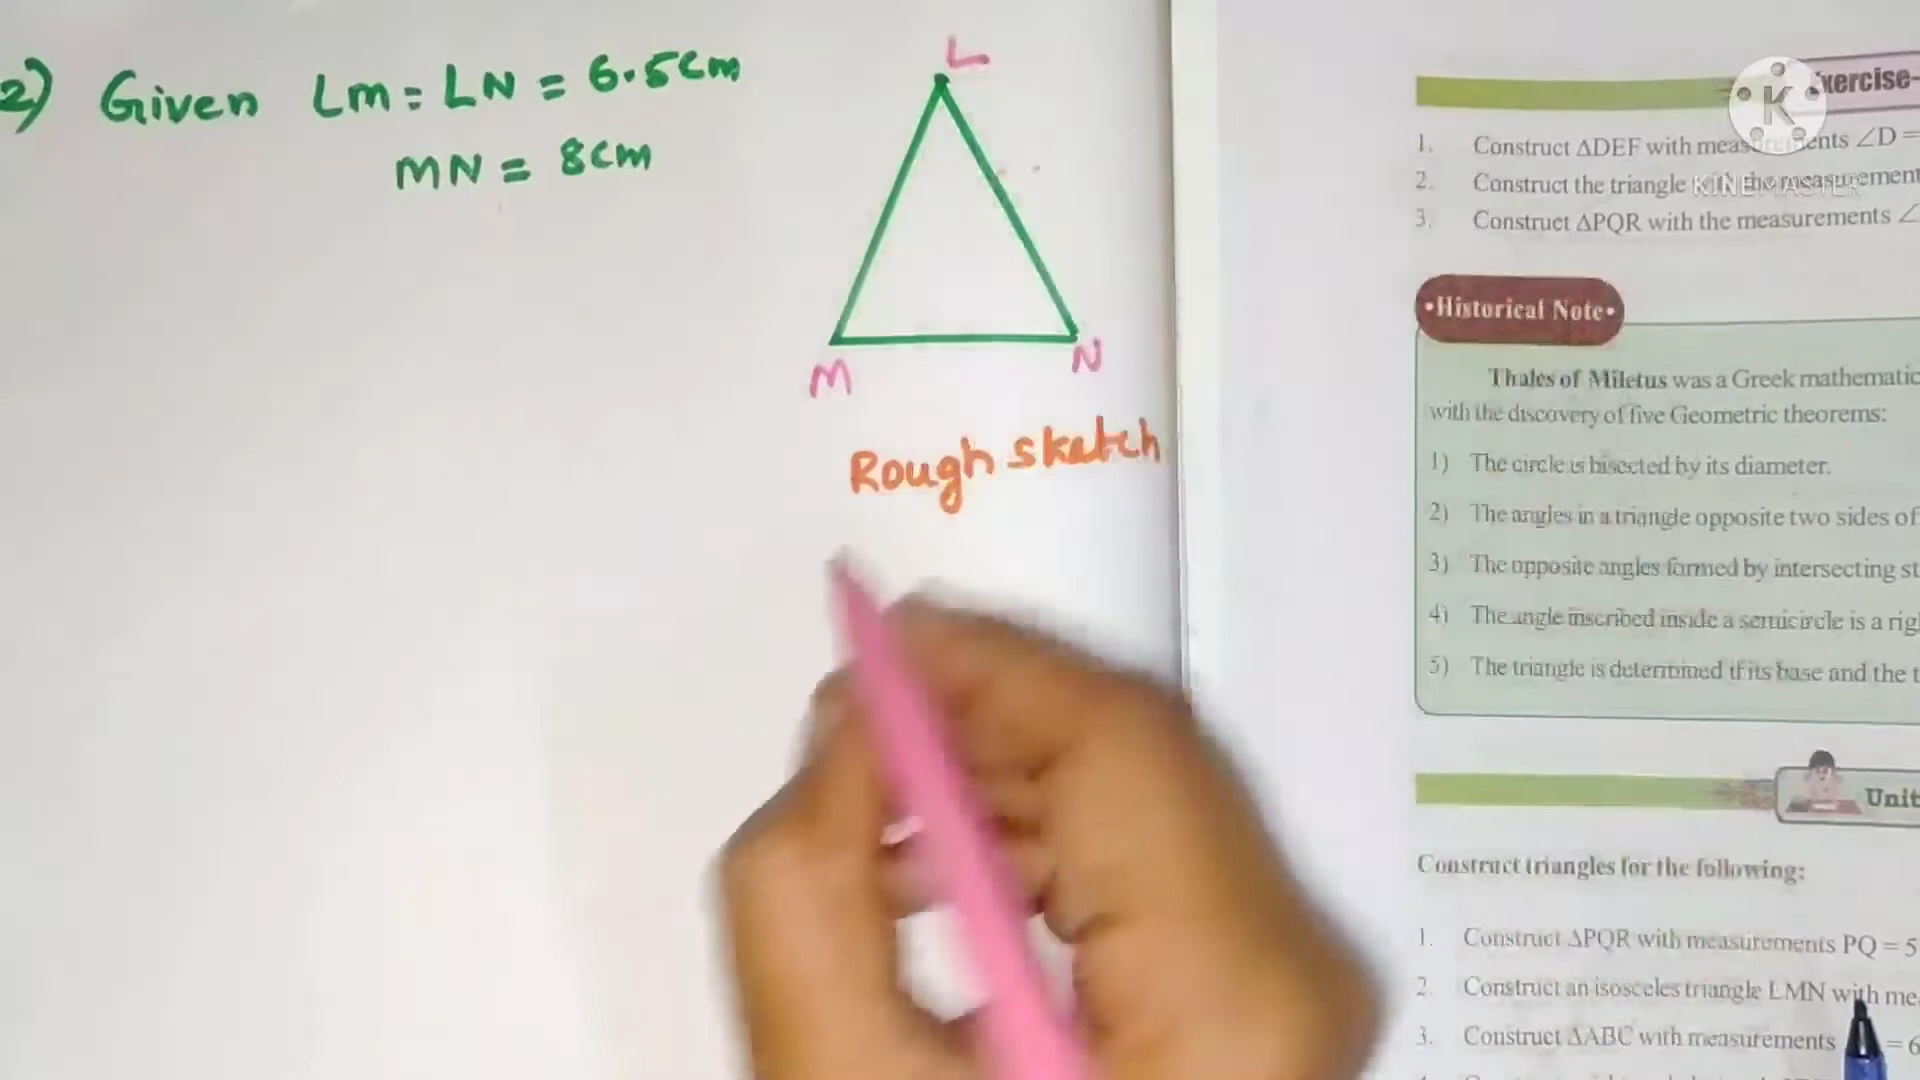 2) Given Lm = LN = 6.5cm
MN = 8cm
L
M
N
Rough sketch
Exercise-
1. Construct ΔDEF with measurements ∠D =
2. Construct the triangle with the measurement
3. Construct ΔPQR with the measurements ∠
K
KINEMASTER
•Historical Note•
Thales of Miletus was a Greek mathematic
with the discovery of five Geometric theorems:
1) The circle is bisected by its diameter.
2) The angles in a triangle opposite two sides of
3) The opposite angles formed by intersecting st
4) The angle inscribed inside a semicircle is a rig
5) The triangle is determined if its base and the t
Unit
Construct triangles for the following:
1. Construct ΔPQR with measurements PQ = 5
2. Construct an isosceles triangle LMN with me
3. Construct ΔABC with measurements = 6